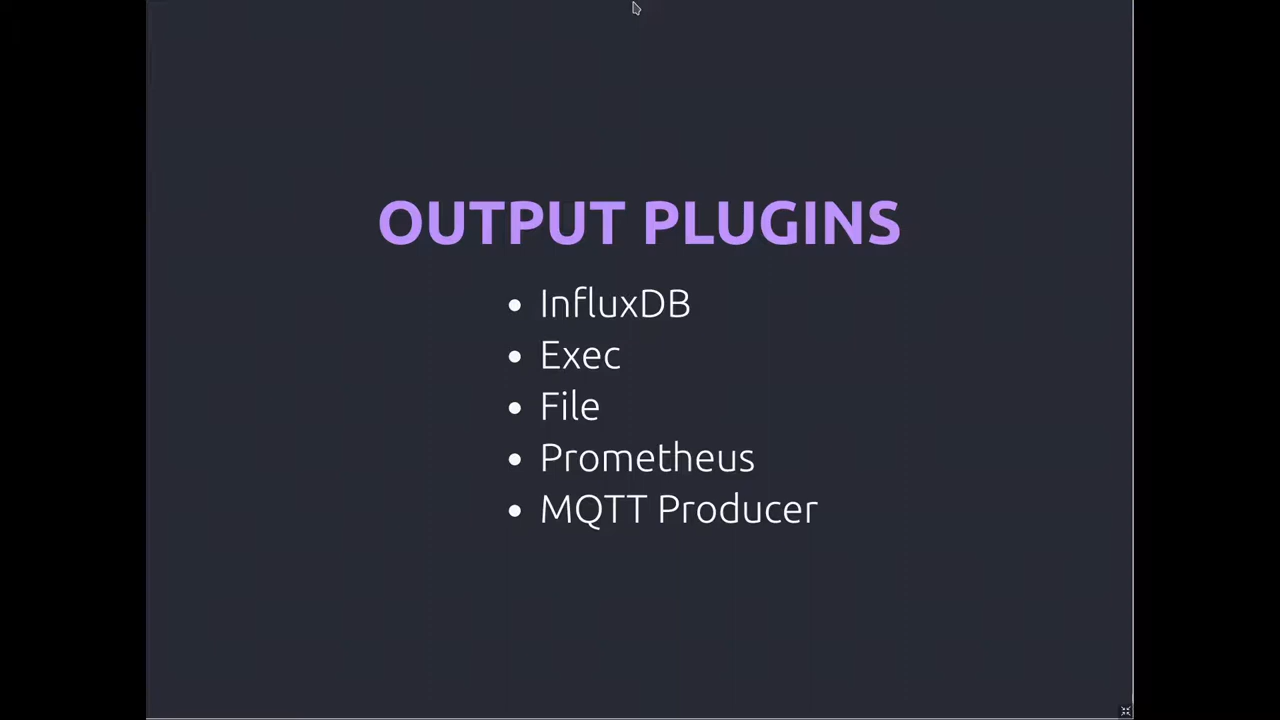 OUTPUT PLUGINS
InfluxDB
Exec
File
Prometheus
MQTT Producer